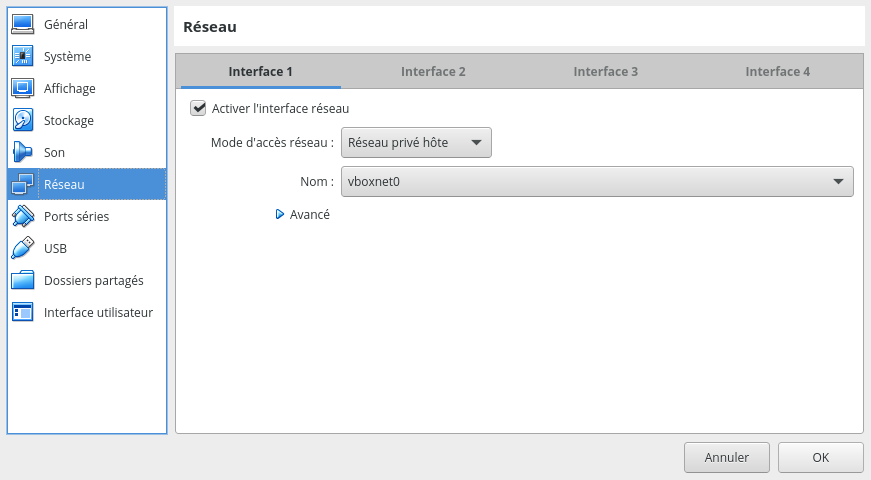 Général
Système
Affichage
Stockage
Son
Réseau
Ports séries
USB
Dossiers partagés
Interface utilisateur
Réseau
Interface 1 Interface 2 Interface 3 Interface 4
Activer l'interface réseau
Mode d'accès réseau : Réseau privé hôte
Nom : vboxnet0
Avancé
Annuler OK